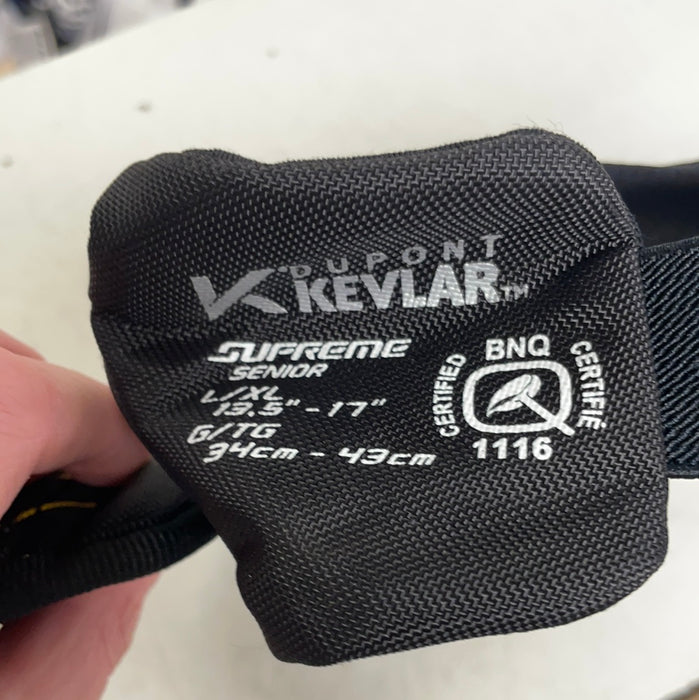 DUPONT
KEVLAR™
SUPREME
SENIOR
L/XL
13.5" - 17"
G/TG
34cm - 43cm
BNQ
CERTIFIED
CERTIFIÉ
1116